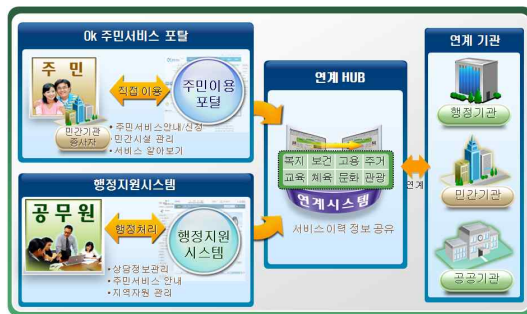 Ok 주민서비스 포탈
주 민
직접 이용
주민이용
포탈
민간기관
종사자
• 주민서비스안내/신청
• 민간시설 관리
• 서비스 알아보기
행정지원시스템
공무원
행정처리
행정지원
시스템
• 상담정보관리
• 주민서비스 안내
• 지역자원 관리
연계 HUB
복지 보건 고용 주거
교육 체육 문화 관광
연계시스템
서비스이력 정보 공유
연계
연계 기관
행정기관
민간기관
공공기관